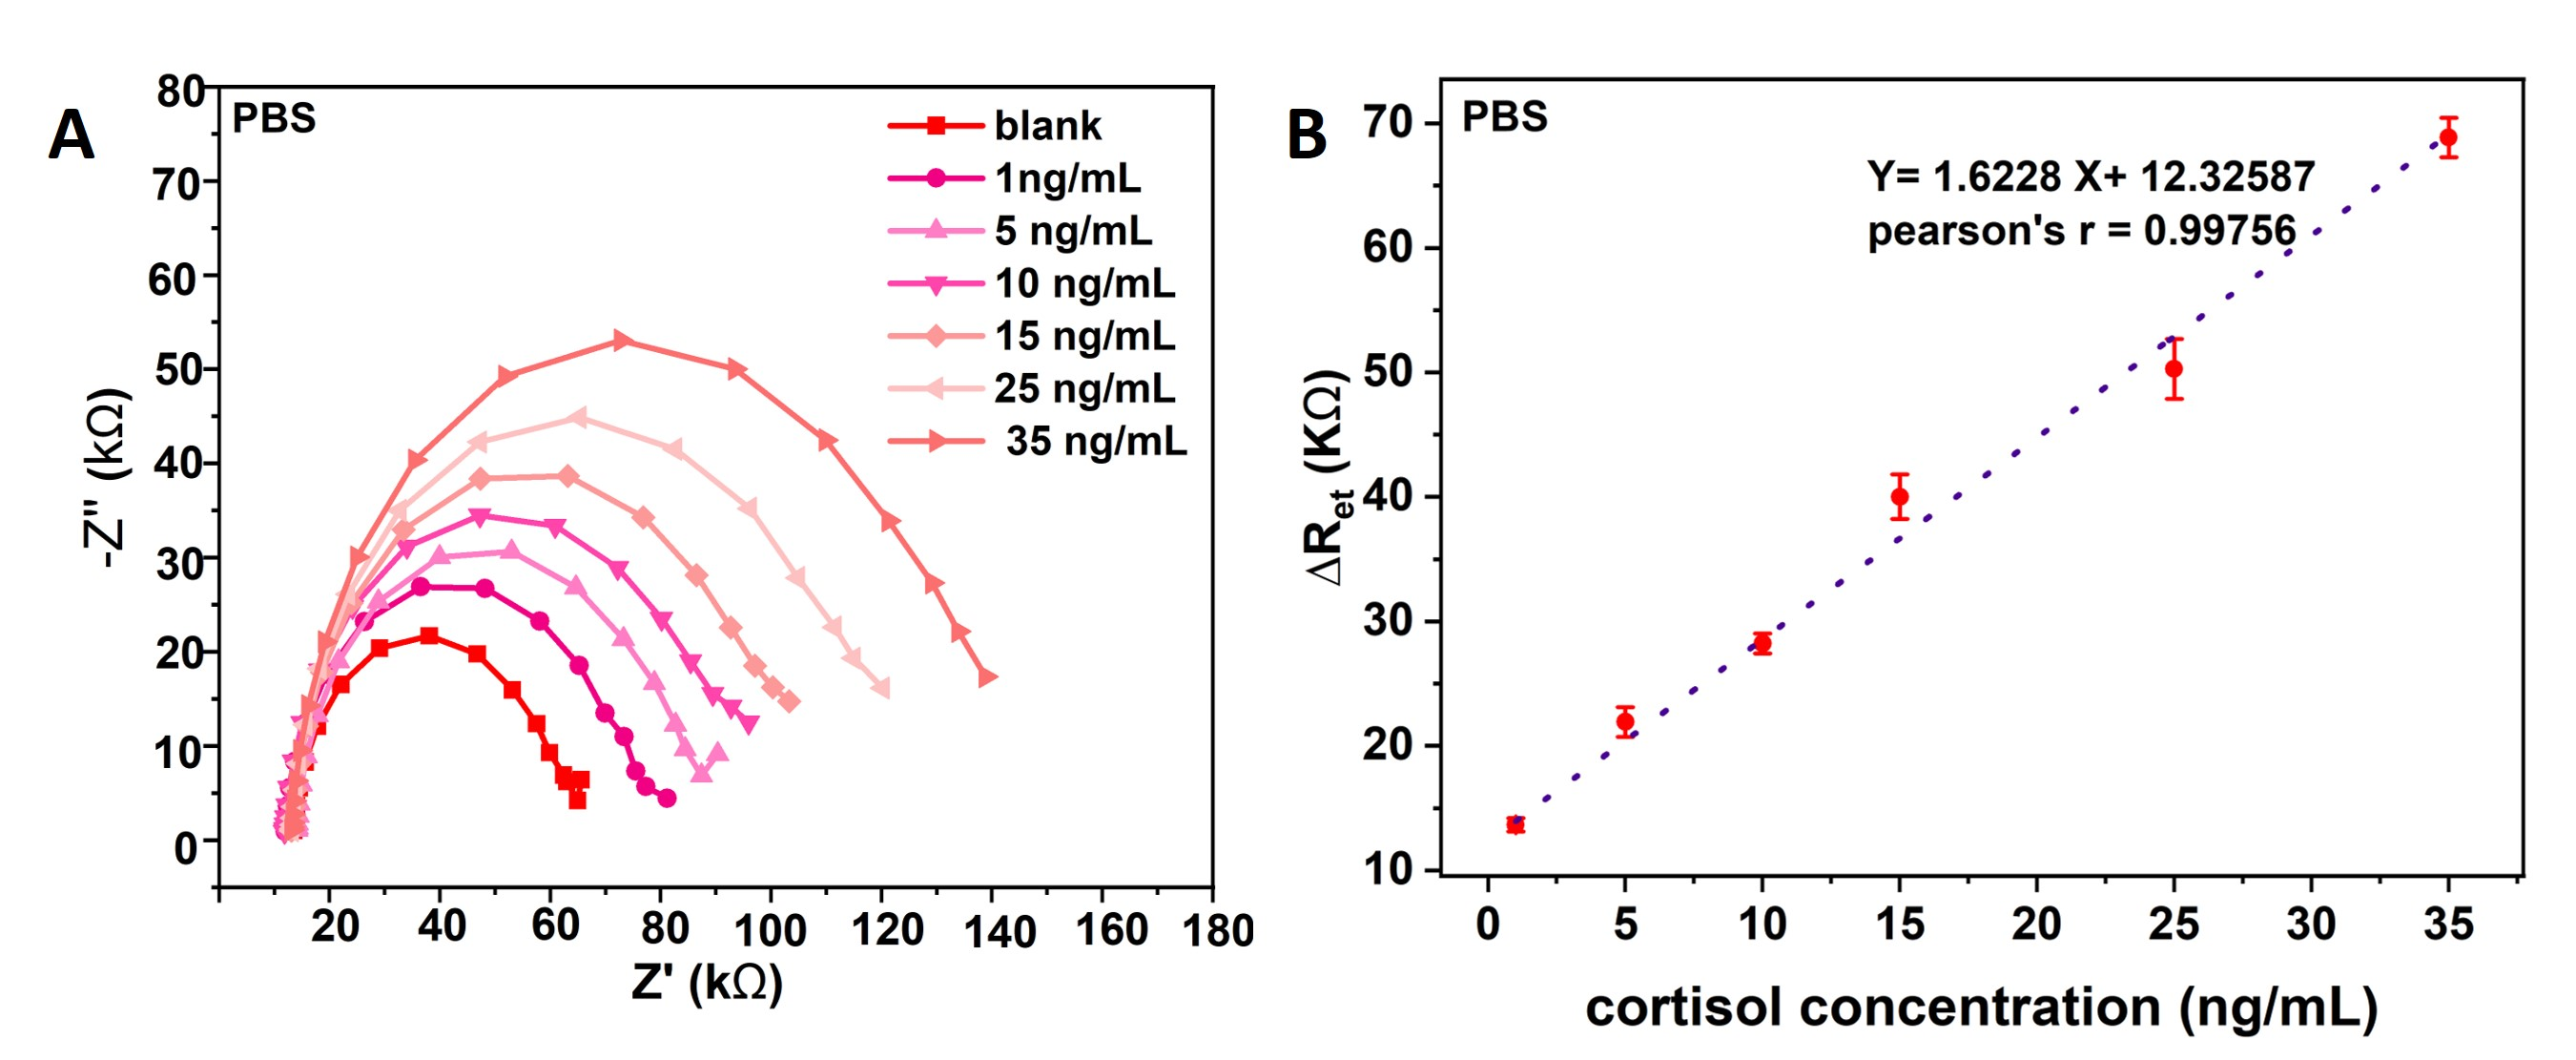 A
PBS
blank
1ng/mL
5 ng/mL
10 ng/mL
15 ng/mL
25 ng/mL
35 ng/mL
80
70
60
50
40
30
20
10
0
-Z" (kΩ)
20 40 60 80 100 120 140 160 180
Z' (kΩ)
B
PBS
Y= 1.6228 X+ 12.32587
pearson's r = 0.99756
70
60
50
40
30
20
10
ΔRet (KΩ)
0 5 10 15 20 25 30 35
cortisol concentration (ng/mL)